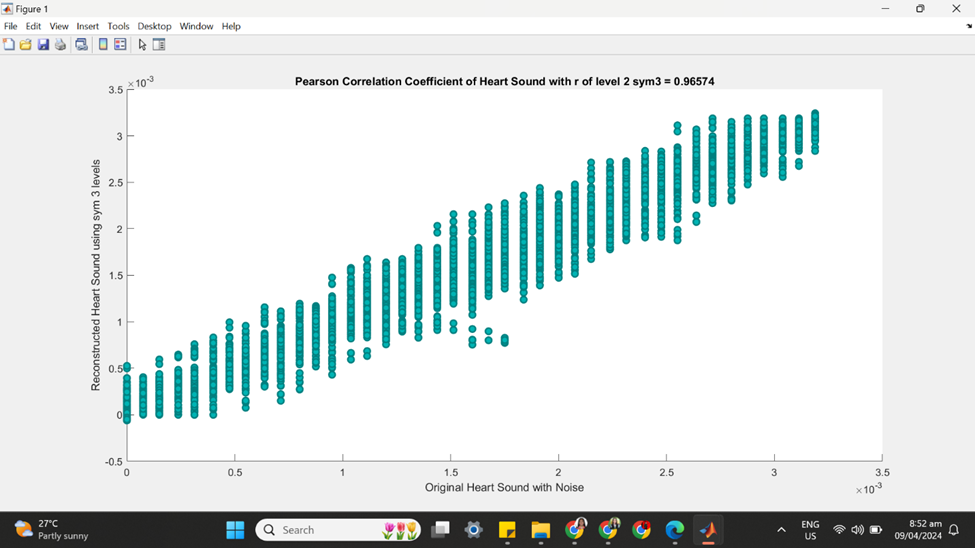 Figure 1
File Edit View Insert Tools Desktop Window Help
Pearson Correlation Coefficient of Heart Sound with r of level 2 sym3 = 0.96574
×10⁻³
3.5
3
2.5
2
1.5
1
0.5
0
-0.5
Reconstructed Heart Sound using sym 3 levels
0 0.5 1 1.5 2 2.5 3 3.5
Original Heart Sound with Noise
×10⁻³
27°C
Partly sunny
Search
ENG
US
8:52 am
09/04/2024